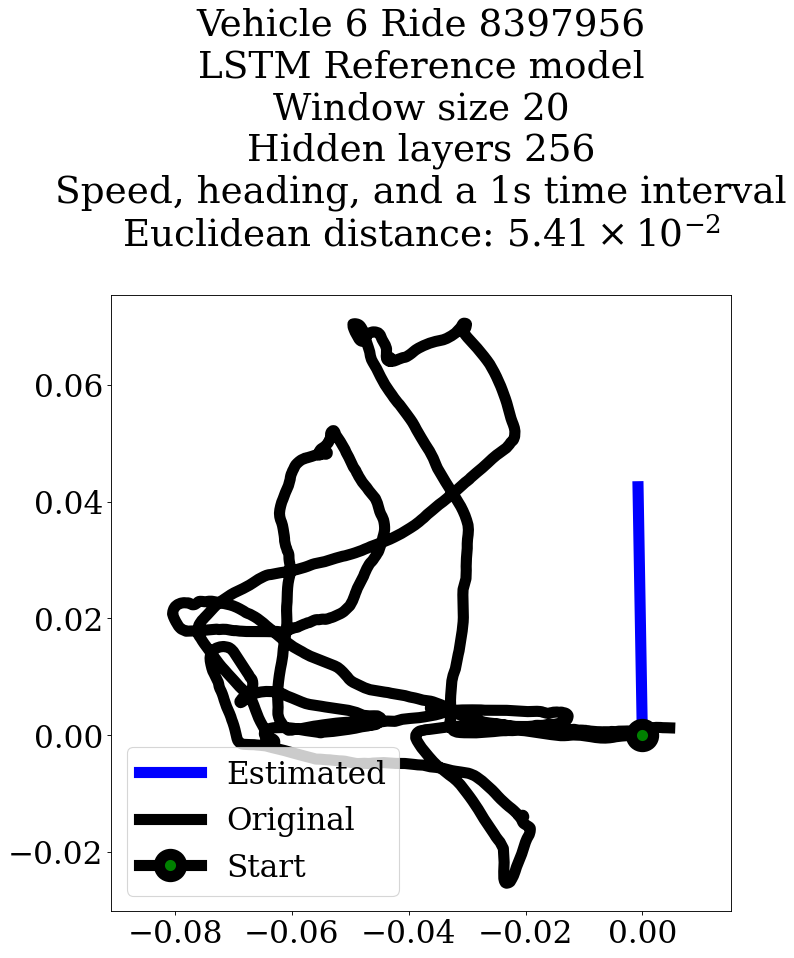 Vehicle 6 Ride 8397956
LSTM Reference model
Window size 20
Hidden layers 256
Speed, heading, and a 1s time interval
Euclidean distance: 5.41 × 10⁻²
0.06
0.04
0.02
0.00
−0.02
Estimated
Original
Start
−0.08 −0.06 −0.04 −0.02 0.00